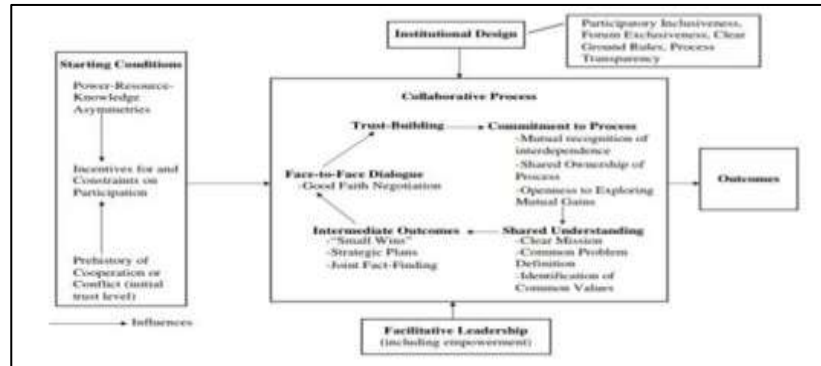 Institutional Design
Participatory Inclusiveness,
Forum Exclusiveness, Clear
Ground Rules, Process
Transparency
Starting Conditions
Power-Resource-
Knowledge
Asymmetries
Incentives for and
Constraints on
Participation
Prehistory of
Cooperation or
Conflict (initial
trust level)
Influences
Collaborative Process
Trust-Building
Commitment to Process
-Mutual recognition of
interdependence
-Shared Ownership of
Process
-Openness to Exploring
Mutual Gains
Face-to-Face Dialogue
-Good Faith Negotiation
Intermediate Outcomes
-"Small Wins"
-Strategic Plans
-Joint Fact-Finding
Shared Understanding
-Clear Mission
-Common Problem
Definition
-Identification of
Common Values
Outcomes
Facilitative Leadership
(including empowerment)